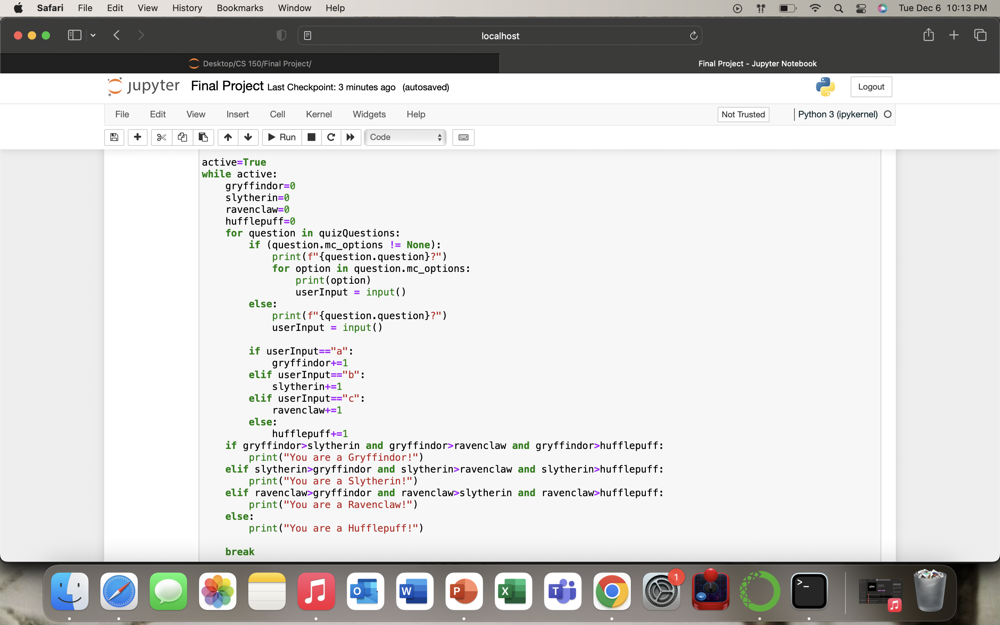 Safari File Edit View History Bookmarks Window Help Tue Dec 6 10:13 PM
localhost
Desktop/CS 150/Final Project/ Final Project - Jupyter Notebook
jupyter Final Project Last Checkpoint: 3 minutes ago (autosaved) Logout
File Edit View Insert Cell Kernel Widgets Help Not Trusted Python 3 (ipykernel)
Run Code
active=True
while active:
    gryffindor=0
    slytherin=0
    ravenclaw=0
    hufflepuff=0
    for question in quizQuestions:
        if (question.mc_options != None):
            print(f"{question.question}?")
            for option in question.mc_options:
                print(option)
                userInput = input()
        else:
            print(f"{question.question}?")
            userInput = input()
        if userInput=="a":
            gryffindor+=1
        elif userInput=="b":
            slytherin+=1
        elif userInput=="c":
            ravenclaw+=1
        else:
            hufflepuff+=1
    if gryffindor>slytherin and gryffindor>ravenclaw and gryffindor>hufflepuff:
        print("You are a Gryffindor!")
    elif slytherin>gryffindor and slytherin>ravenclaw and slytherin>hufflepuff:
        print("You are a Slytherin!")
    elif ravenclaw>gryffindor and ravenclaw>slytherin and ravenclaw>hufflepuff:
        print("You are a Ravenclaw!")
    else:
        print("You are a Hufflepuff!")
    break
O W P X T 1 >_ glee